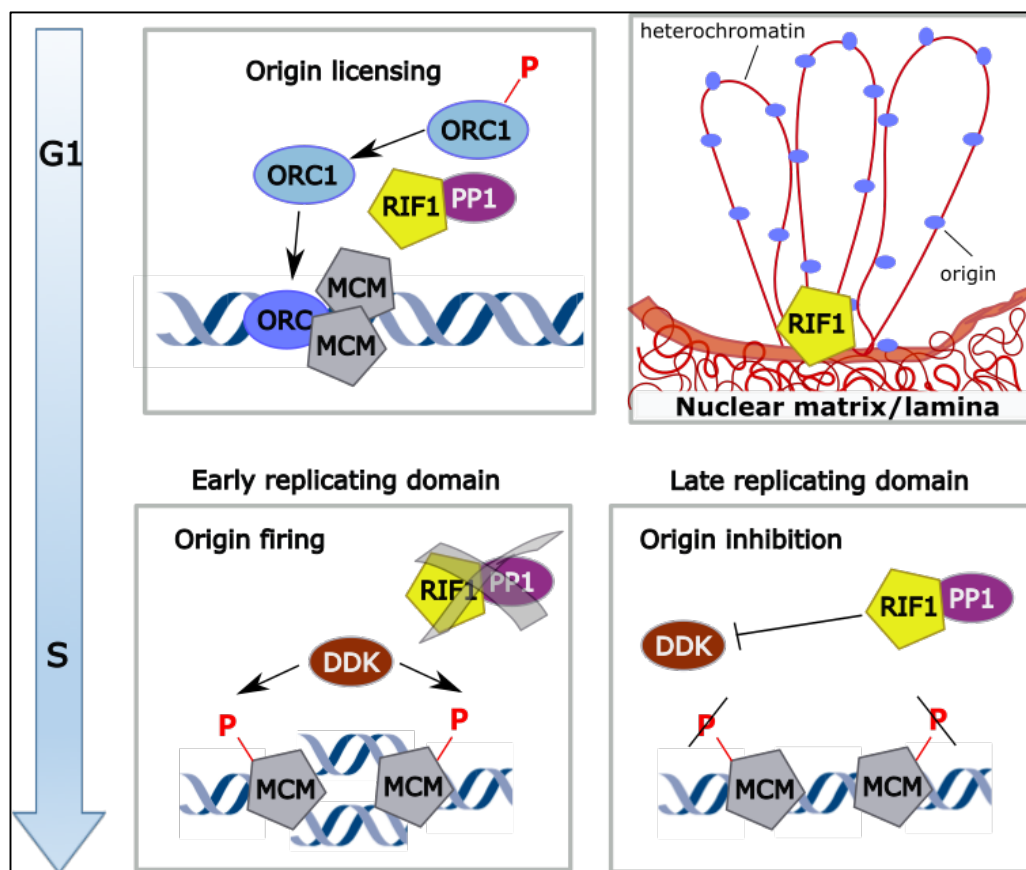 G1
S
Origin licensing
P
ORC1
ORC1
RIF1
PP1
MCM
ORC
MCM
heterochromatin
origin
RIF1
Nuclear matrix/lamina
Early replicating domain
Origin firing
RIF1
PP1
DDK
P
P
MCM
MCM
Late replicating domain
Origin inhibition
RIF1
PP1
DDK
P
P
MCM
MCM